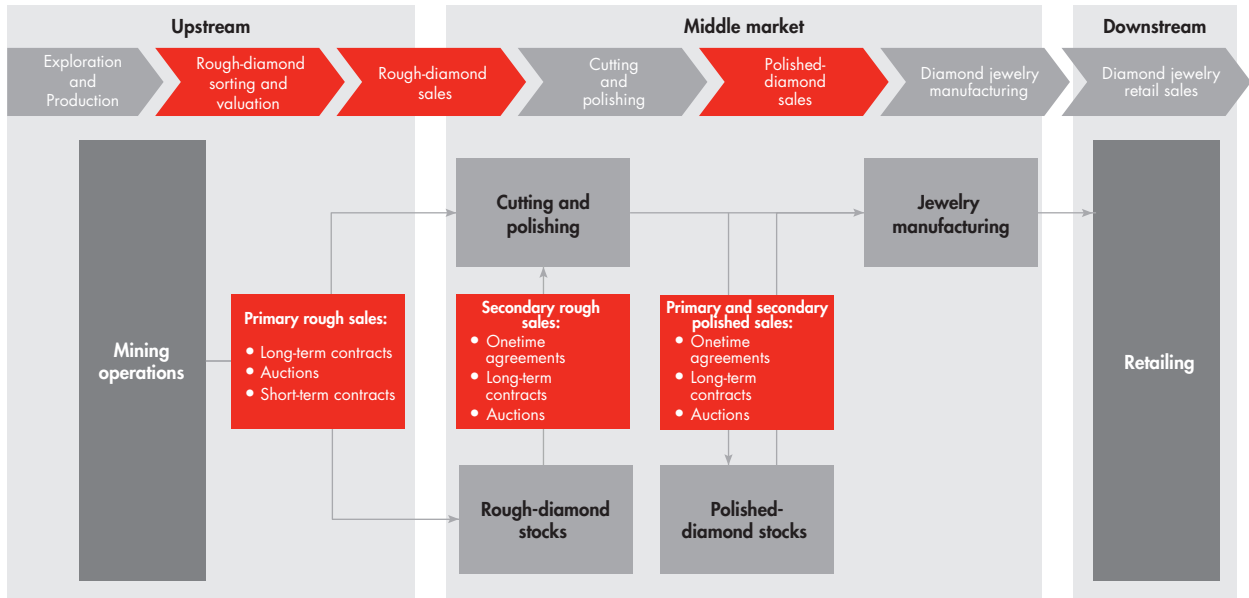 Upstream
Middle market
Downstream
Exploration
and
Production
Rough-diamond
sorting and
valuation
Rough-diamond
sales
Cutting
and
polishing
Polished-
diamond
sales
Diamond jewelry
manufacturing
Diamond jewelry
retail sales
Mining
operations
Primary rough sales:
• Long-term contracts
• Auctions
• Short-term contracts
Cutting and
polishing
Secondary rough
sales:
• Onetime
agreements
• Long-term
contracts
• Auctions
Rough-diamond
stocks
Primary and secondary
polished sales:
• Onetime
agreements
• Long-term
contracts
• Auctions
Polished-
diamond stocks
Jewelry
manufacturing
Retailing